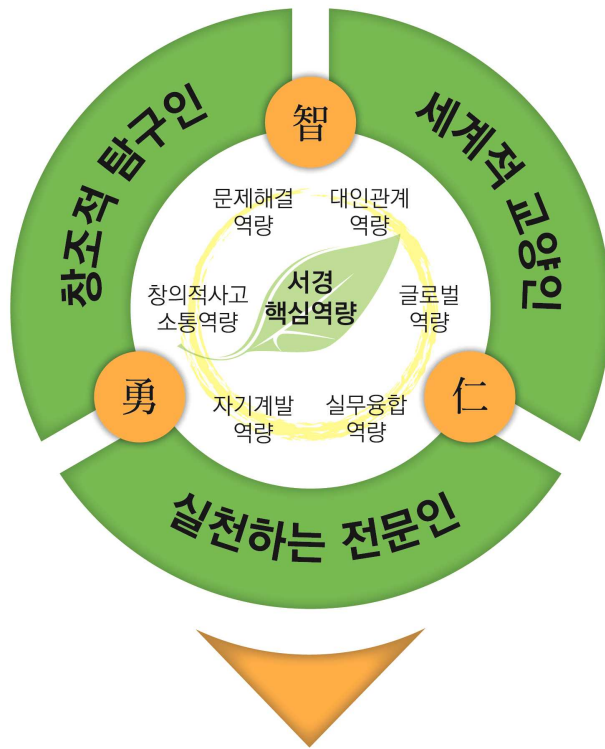 창조적 탐구인
智
세계적 교양인
문제해결
역량
대인관계
역량
창의적사고
소통역량
서경
핵심역량
글로벌
역량
勇
자기계발
역량
실무융합
역량
仁
실천하는 전문인